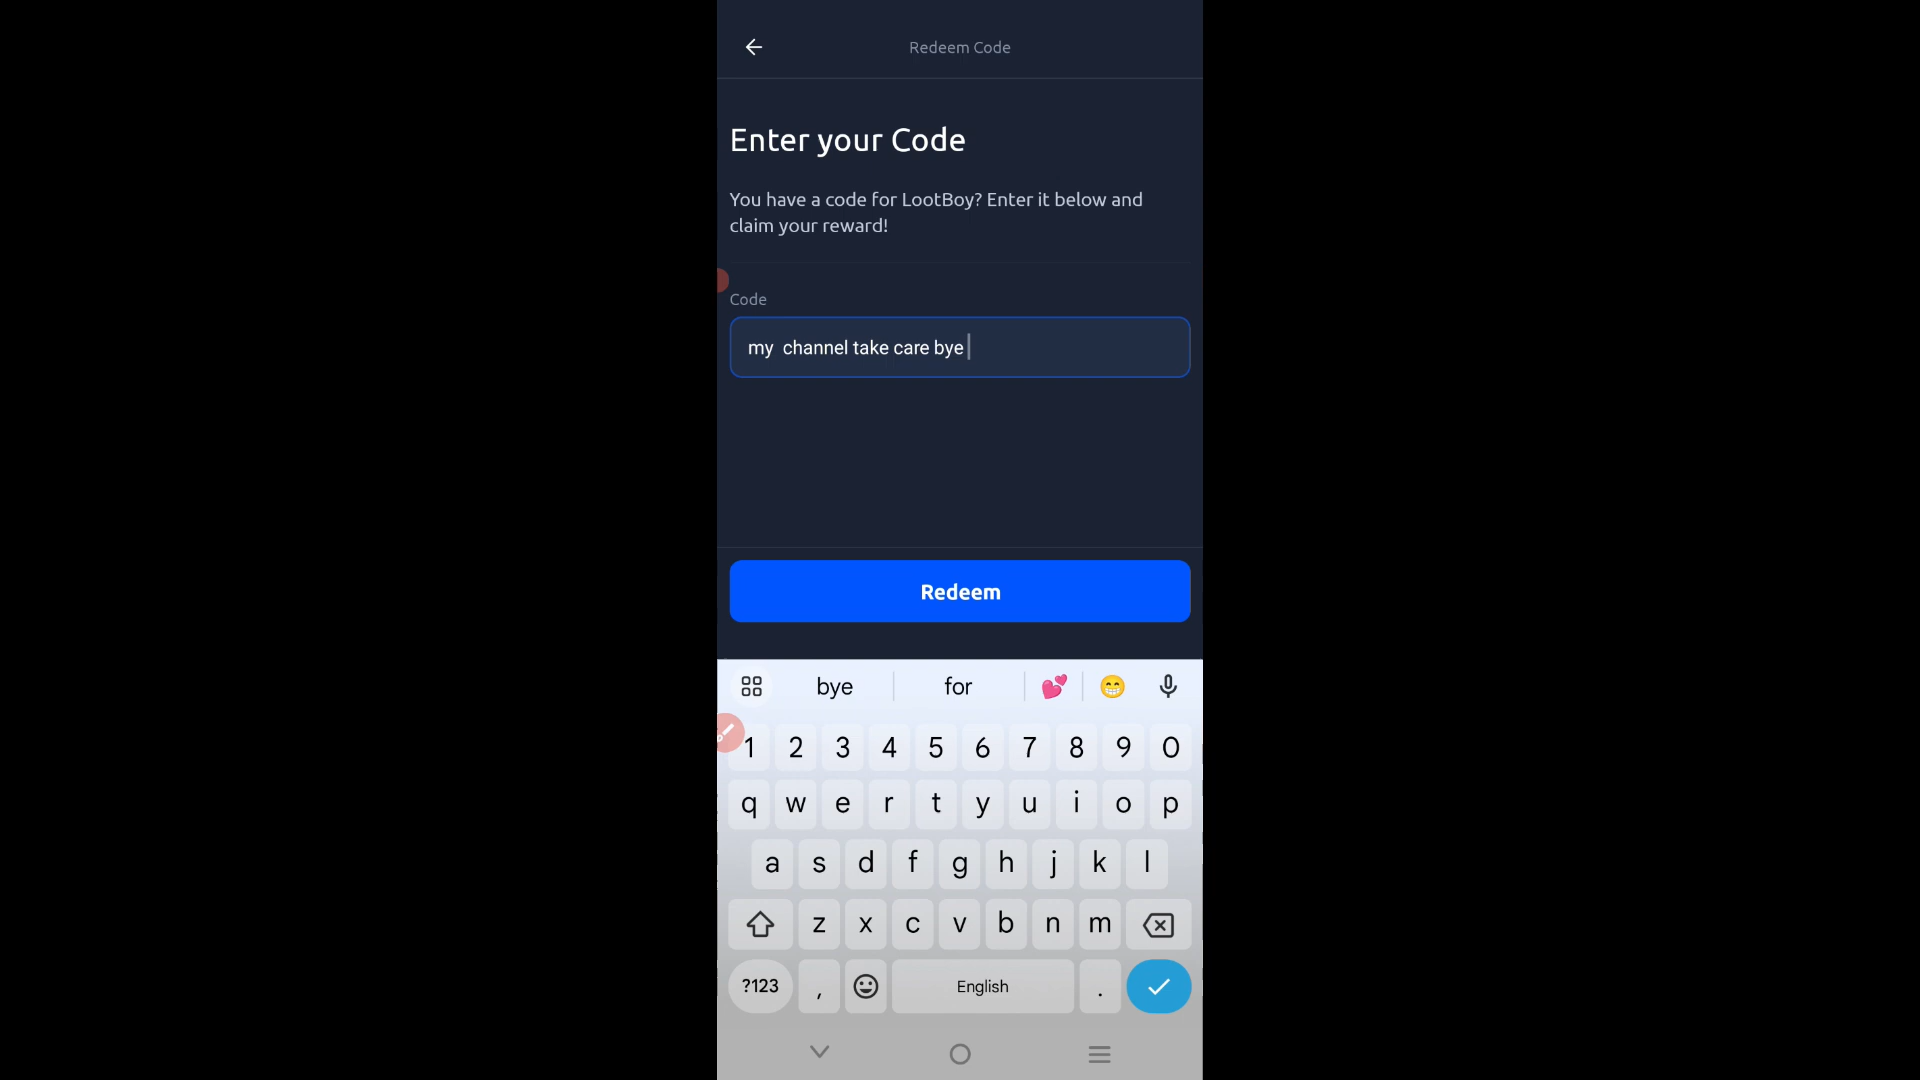 Redeem Code
Enter your Code
You have a code for LootBoy? Enter it below and
claim your reward!
Code
my  channel take care bye
Redeem
bye for 💕 😁
1 2 3 4 5 6 7 8 9 0
q w e r t y u i o p
a s d f g h j k l
z x c v b n m
?123 , English .